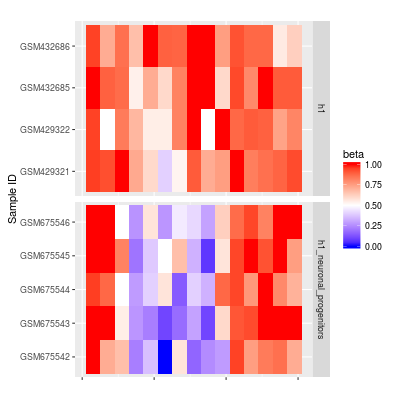 Sample ID
GSM432686
GSM432685
GSM429322
GSM429321
h1
GSM675546
GSM675545
GSM675544
GSM675543
GSM675542
h1_neuronal_progenitors
beta
1.00
0.75
0.50
0.25
0.00